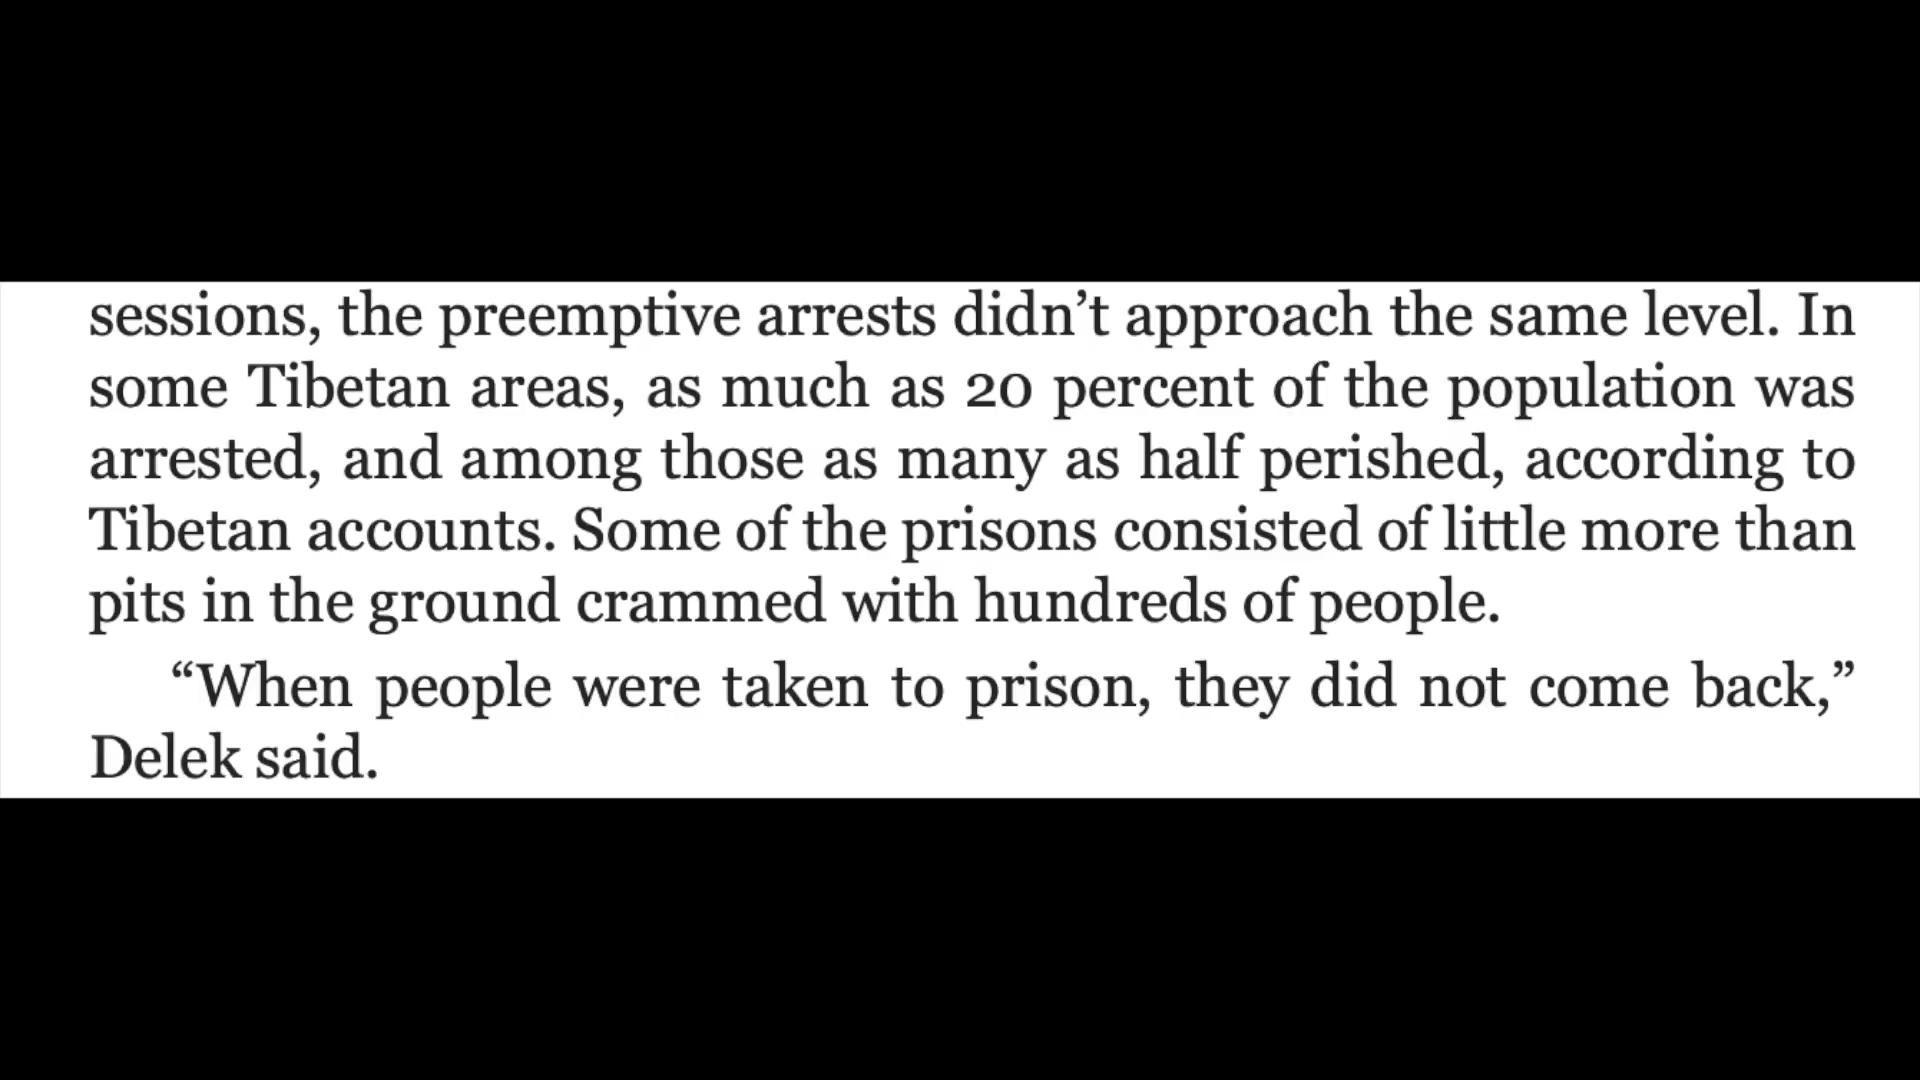 sessions, the preemptive arrests didn’t approach the same level. In
some Tibetan areas, as much as 20 percent of the population was
arrested, and among those as many as half perished, according to
Tibetan accounts. Some of the prisons consisted of little more than
pits in the ground crammed with hundreds of people.
“When people were taken to prison, they did not come back,”
Delek said.